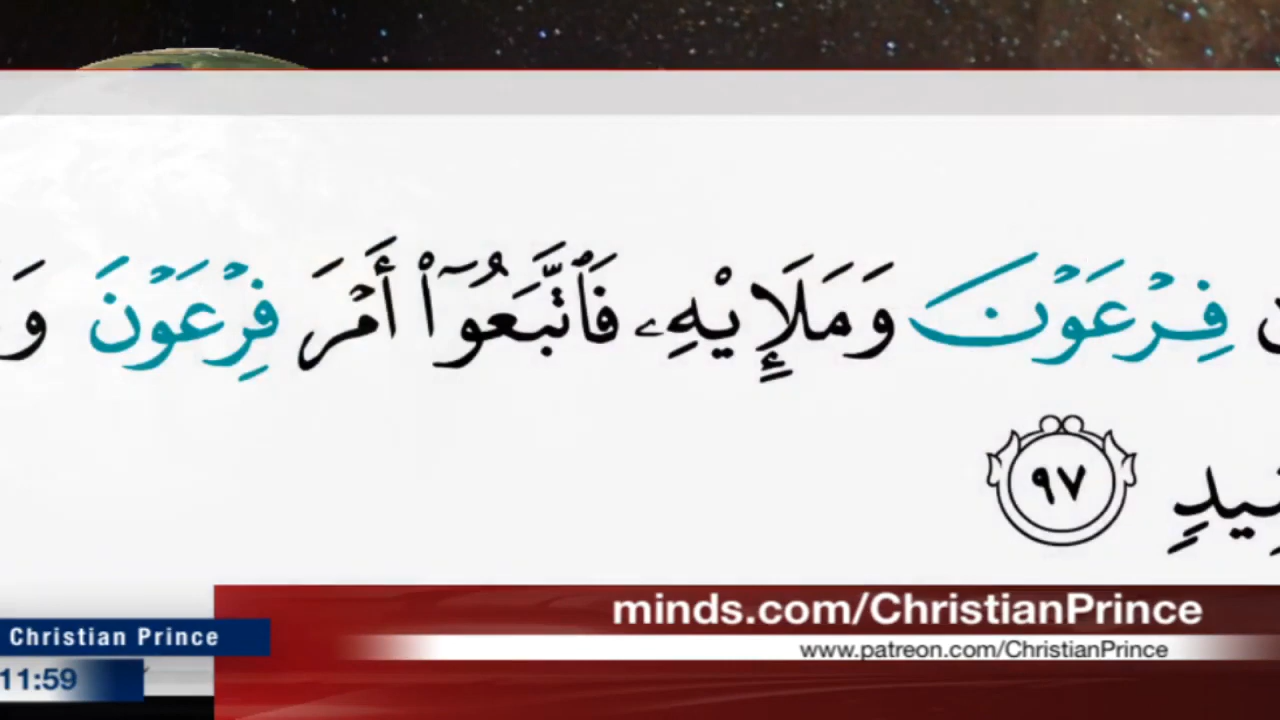 فِرْعَوْنَ وَمَلَإِيْهِۦ فَٱتَّبَعُوٓا۟ أَمْرَ فِرْعَوْنَ
٩٧
minds.com/ChristianPrince
Christian Prince
www.patreon.com/ChristianPrince
11:59